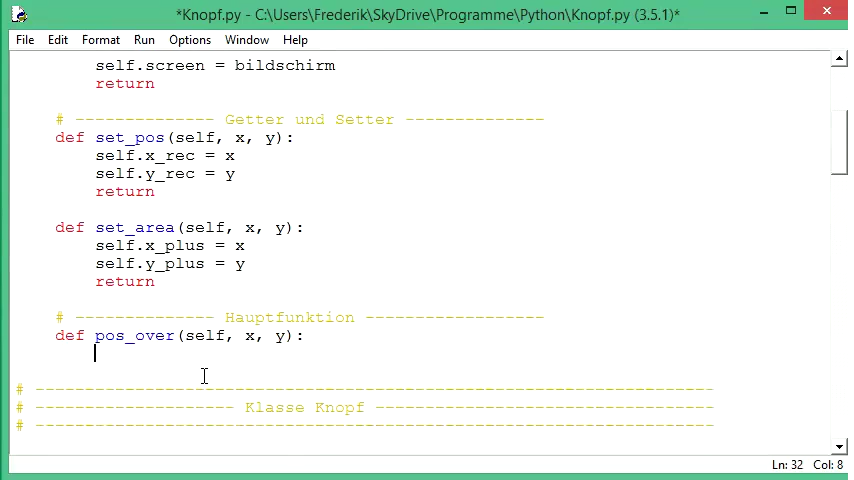 *Knopf.py - C:\Users\Frederik\SkyDrive\Programme\Python\Knopf.py (3.5.1)*
File Edit Format Run Options Window Help
self.screen = bildschirm
return
# -------------- Getter und Setter --------------
def set_pos(self, x, y):
self.x_rec = x
self.y_rec = y
return
def set_area(self, x, y):
self.x_plus = x
self.y_plus = y
return
# -------------- Hauptfunktion ------------------
def pos_over(self, x, y):
# --------------------------------------------------------------------
# -------------------- Klasse Knopf ----------------------------------
# --------------------------------------------------------------------
Ln: 32 Col: 8